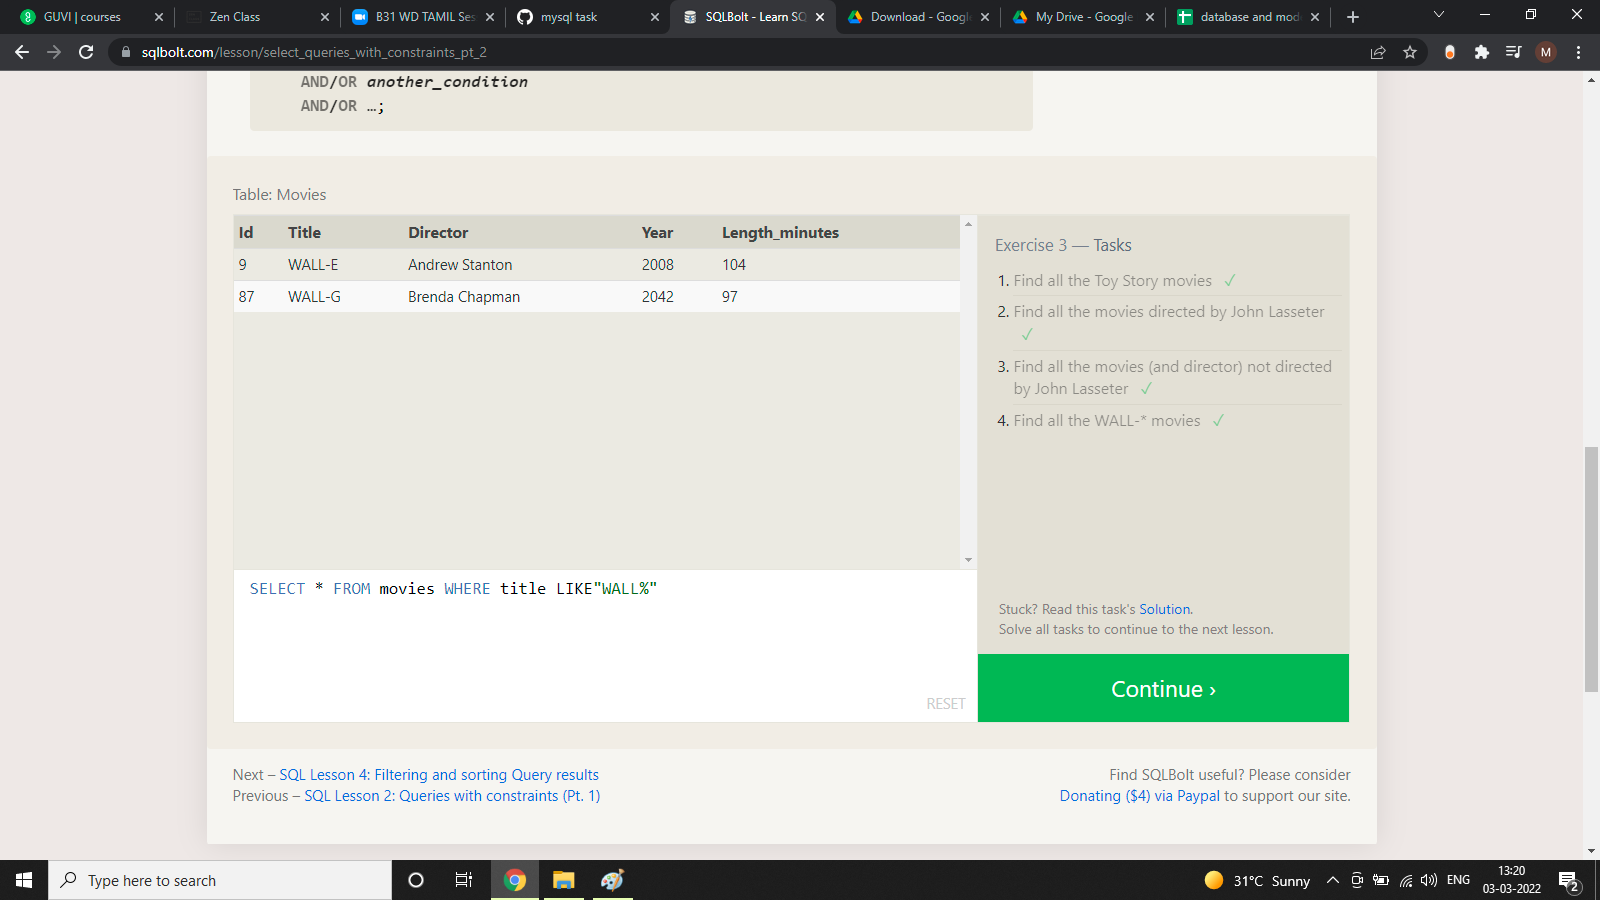 GUVI | courses
Zen Class
B31 WD TAMIL Ses
mysql task
SQLBolt - Learn SQ
Download - Googl
My Drive - Google
database and mod
sqlbolt.com/lesson/select_queries_with_constraints_pt_2
M
AND/OR another_condition
AND/OR …;
Table: Movies
Id Title Director Year Length_minutes
9 WALL-E Andrew Stanton 2008 104
87 WALL-G Brenda Chapman 2042 97
Exercise 3 — Tasks
1. Find all the Toy Story movies ✓
2. Find all the movies directed by John Lasseter
✓
3. Find all the movies (and director) not directed
by John Lasseter ✓
4. Find all the WALL-* movies ✓
SELECT * FROM movies WHERE title LIKE"WALL%"
RESET
Stuck? Read this task's Solution.
Solve all tasks to continue to the next lesson.
Continue ›
Next – SQL Lesson 4: Filtering and sorting Query results
Previous – SQL Lesson 2: Queries with constraints (Pt. 1)
Find SQLBolt useful? Please consider
Donating ($4) via Paypal to support our site.
Type here to search
31°C Sunny
ENG
13:20
03-03-2022
2